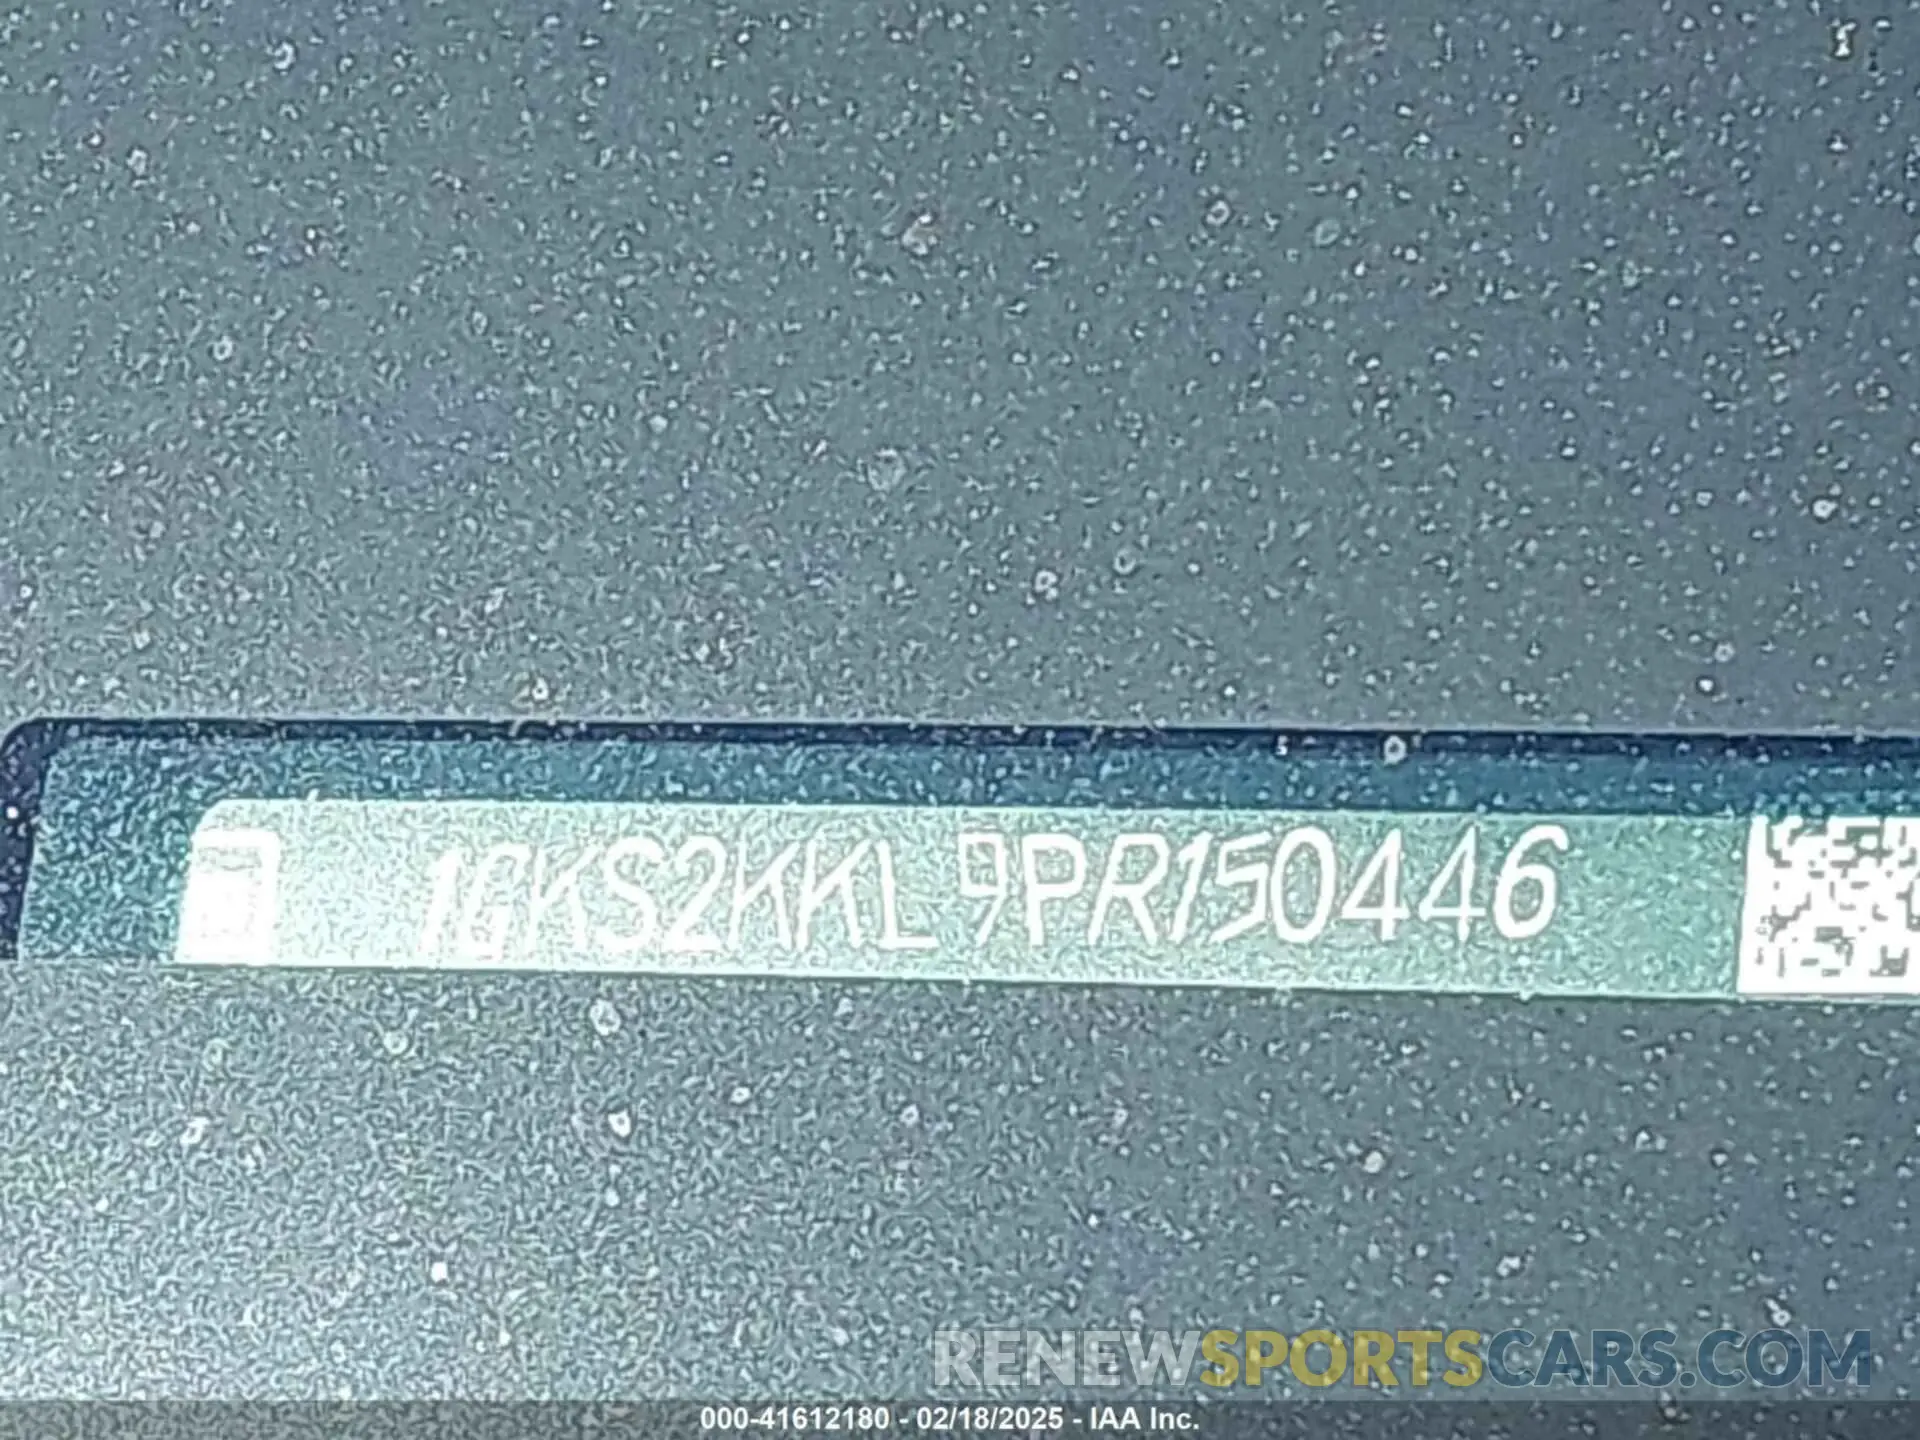 1GKS2KKL9PR150446
RENEWSPORTSCARS.COM
000-41612180 - 02/18/2025 - IAA Inc.